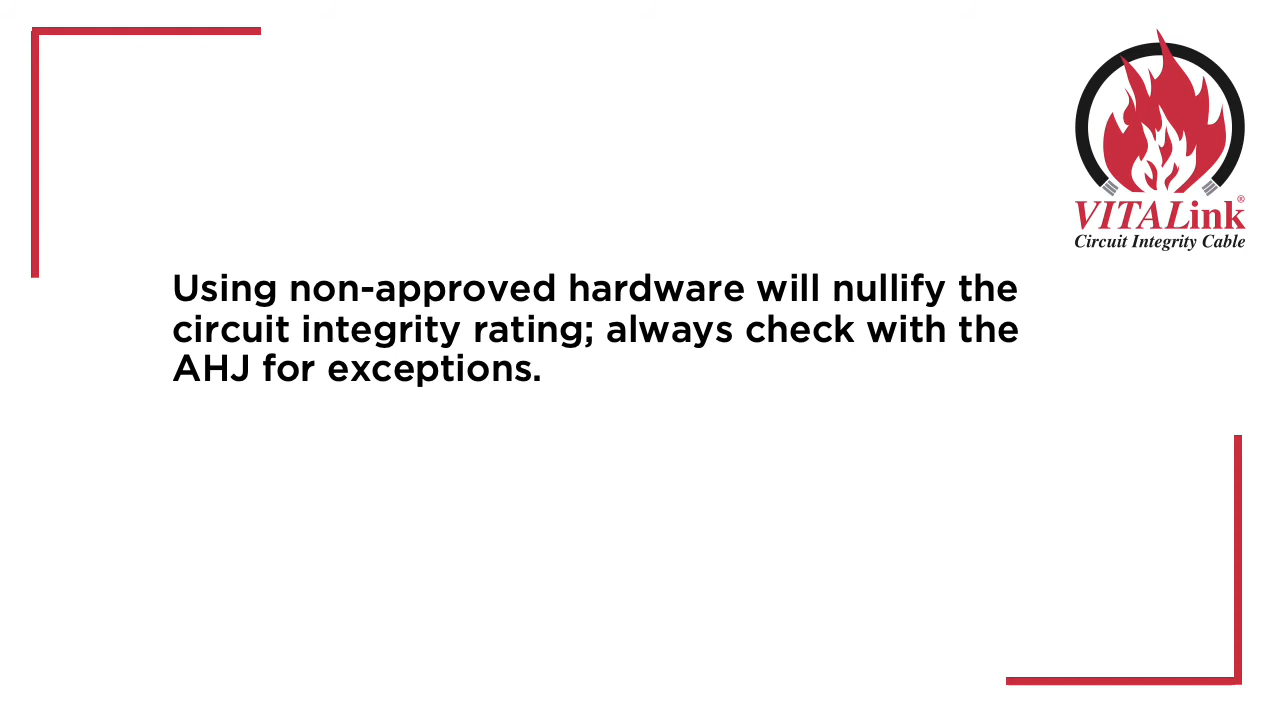 VITALink®
Circuit Integrity Cable
Using non-approved hardware will nullify the
circuit integrity rating; always check with the
AHJ for exceptions.